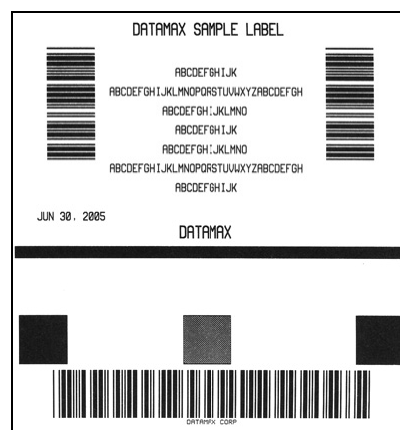 DATAMAX SAMPLE LABEL
ABCDEFGHIJK
ABCDEFGHIJKLMNOPQRSTUVWXYZABCDEFGH
ABCDEFGHIJKLMNO
ABCDEFGHIJK
ABCDEFGHIJKLMNO
ABCDEFGHIJKLMNOPQRSTUVWXYZABCDEFGH
ABCDEFGHIJK
JUN 30, 2005
DATAMAX
DATAMAX CORP